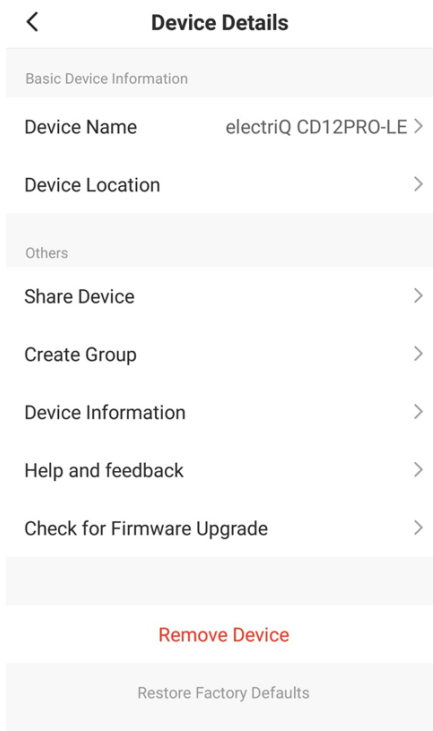 Device Details
Basic Device Information
Device Name electriQ CD12PRO-LE
Device Location
Others
Share Device
Create Group
Device Information
Help and feedback
Check for Firmware Upgrade
Remove Device
Restore Factory Defaults